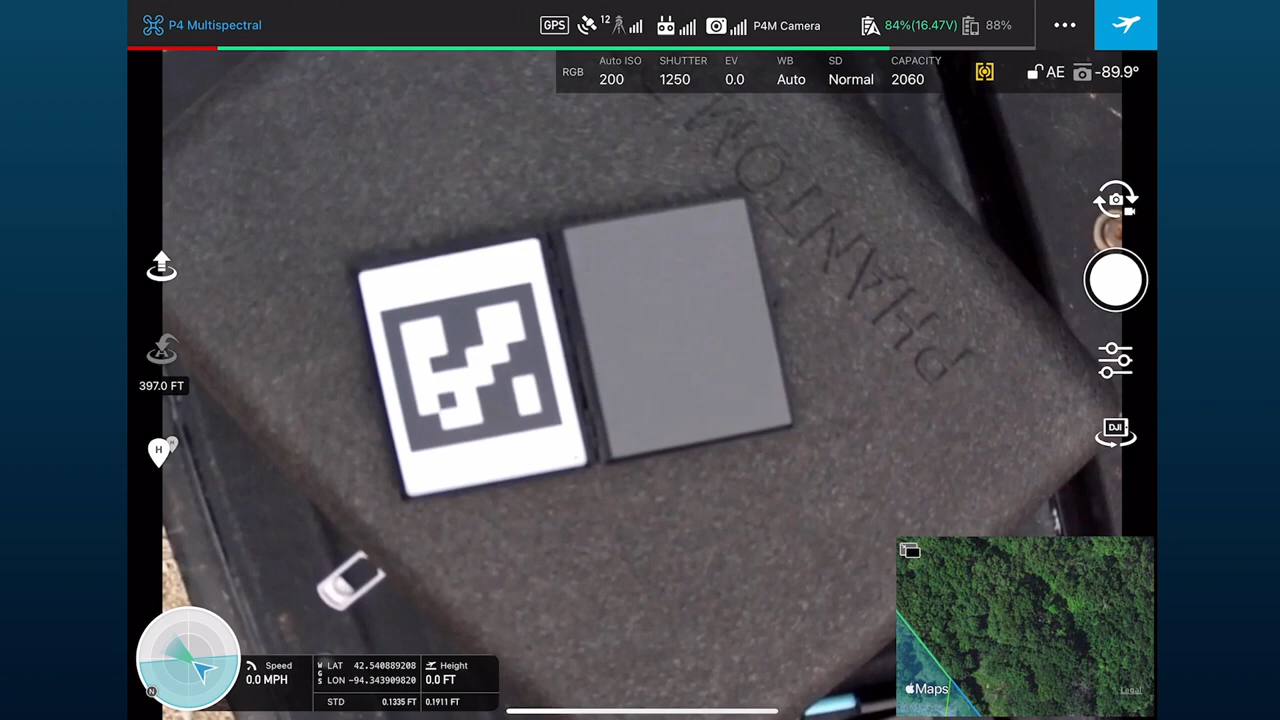 P4 Multispectral
GPS 12 P4M Camera 84%(16.47V) 88%
RGB
Auto ISO
200
SHUTTER
1250
EV
0.0
WB
Auto
SD
Normal
CAPACITY
2060
AE -89.9°
PHANTOM
397.0 FT
H
H
DJI
N
Speed
0.0 MPH
WGS
LAT 42.540889208
LON -94.343909820
STD 0.1335 FT 0.1911 FT
Height
0.0 FT
Maps
Legal